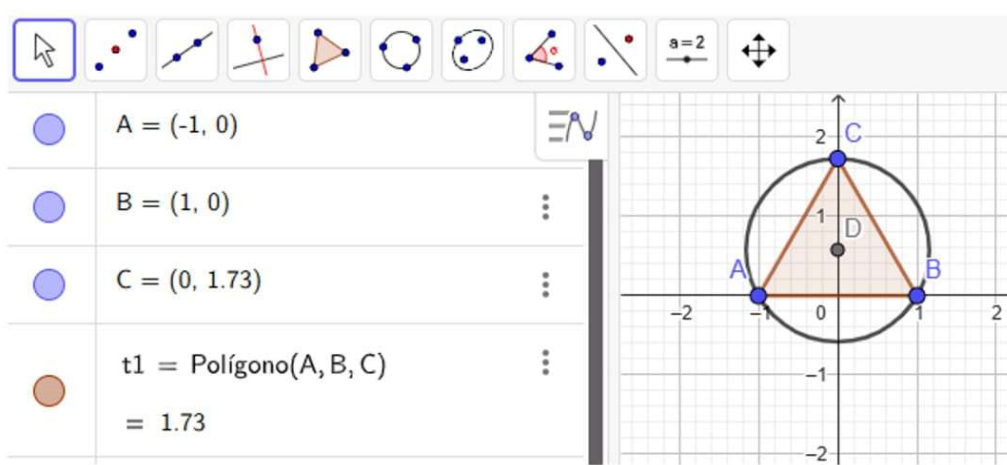 a=2
α
A = (-1, 0)
B = (1, 0)
C = (0, 1.73)
t1 = Polígono(A, B, C)
= 1.73
2
C
1
D
A
B
−2
−1
0
1
2
−1
−2